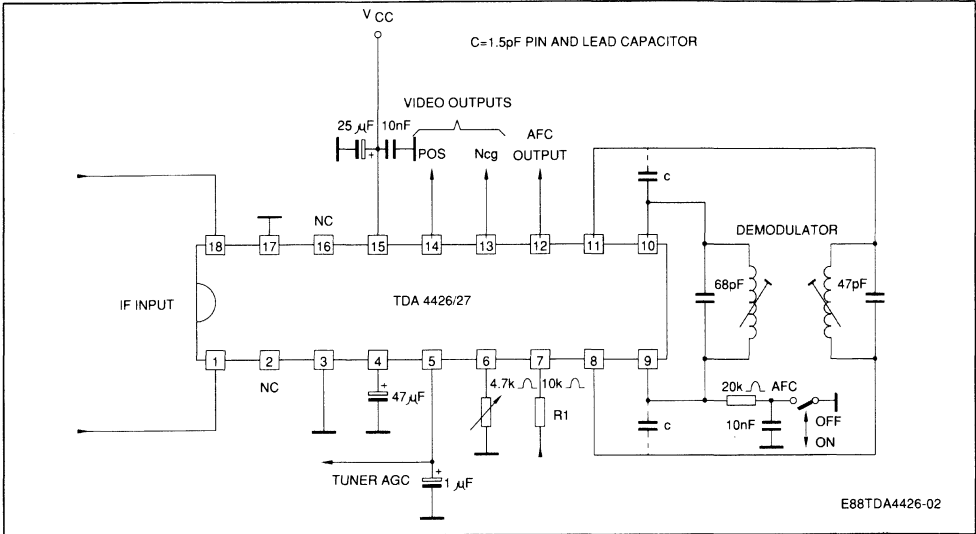 V CC
C=1.5pF PIN AND LEAD CAPACITOR
VIDEO OUTPUTS
25 µF
+
10nF
POS
Ncg
AFC
OUTPUT
c
DEMODULATOR
NC
18
17
16
15
14
13
12
11
10
68pF
47pF
IF INPUT
TDA 4426/27
1
2
3
4
5
6
7
8
9
NC
+
47µF
4.7k
10k
R1
20k
AFC
10nF
OFF
ON
c
TUNER AGC
+
1 µF
E88TDA4426-02